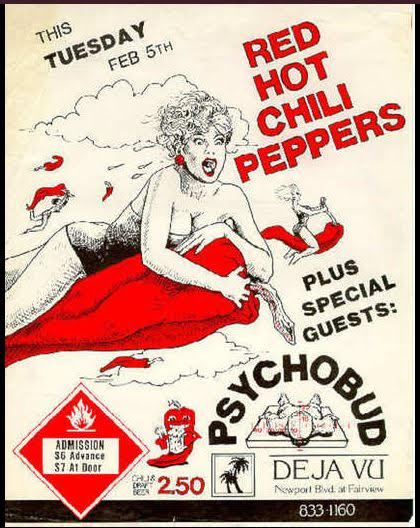 THIS
TUESDAY
FEB 5TH
RED
HOT
CHILI
PEPPERS
PLUS
SPECIAL
GUESTS:
PSYCHOBUD
ADMISSION
$6 Advance
$7 At Door
CHILI &
DRAFT
BEER
2.50
DEJA VU
Newport Blvd. at Fairview
833-1160